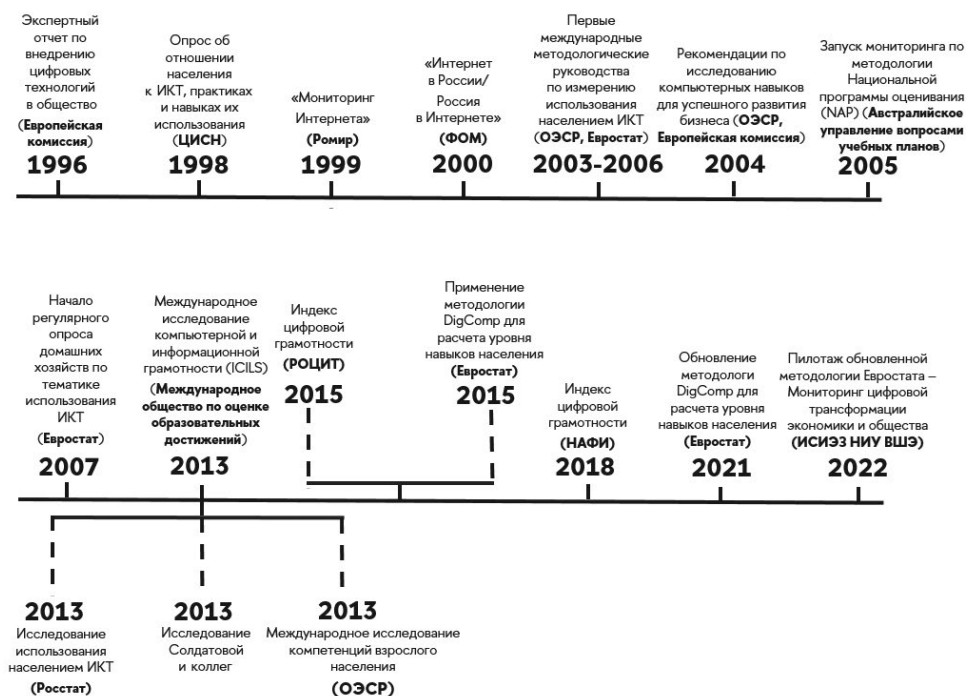 Экспертный
отчет по
внедрению
цифровых
технологий
в общество
(Европейская
комиссия)
1996
Опрос об
отношении
населения
к ИКТ, практиках
и навыках их
использования
(ЦИСН)
1998
«Мониторинг
Интернета»
(Ромир)
1999
«Интернет
в России/
Россия
в Интернете»
(ФОМ)
2000
Первые
международные
методологические
руководства
по измерению
использования
населением ИКТ
(ОЭСР, Евростат)
2003-2006
Рекомендации по
исследованию
компьютерных навыков
для успешного развития
бизнеса (ОЭСР,
Европейская комиссия)
2004
Запуск мониторинга по
методологии
Национальной
программы оценивания
(NAP) (Австралийское
управление вопросами
учебных планов)
2005
Начало
регулярного
опроса
домашних
хозяйств по
тематике
использования
ИКТ
(Евростат)
2007
Международное
исследование
компьютерной и
информационной
грамотности (ICILS)
(Международное
общество по оценке
образовательных
достижений)
2013
Индекс
цифровой
грамотности
(РОЦИТ)
2015
Применение
методологии
DigComp для
расчета уровня
навыков населения
(Евростат)
2015
Индекс
цифровой
грамотности
(НАФИ)
2018
Обновление
методологи
DigComp для
расчета уровня
навыков населения
(Евростат)
2021
Пилотаж обновленной
методологии Евростата –
Мониторинг цифровой
трансформации
экономики и общества
(ИСИЭЗ НИУ ВШЭ)
2022
2013
Исследование
использования
населением ИКТ
(Росстат)
2013
Исследование
Солдатовой
и коллег
2013
Международное исследование
компетенций взрослого
населения
(ОЭСР)